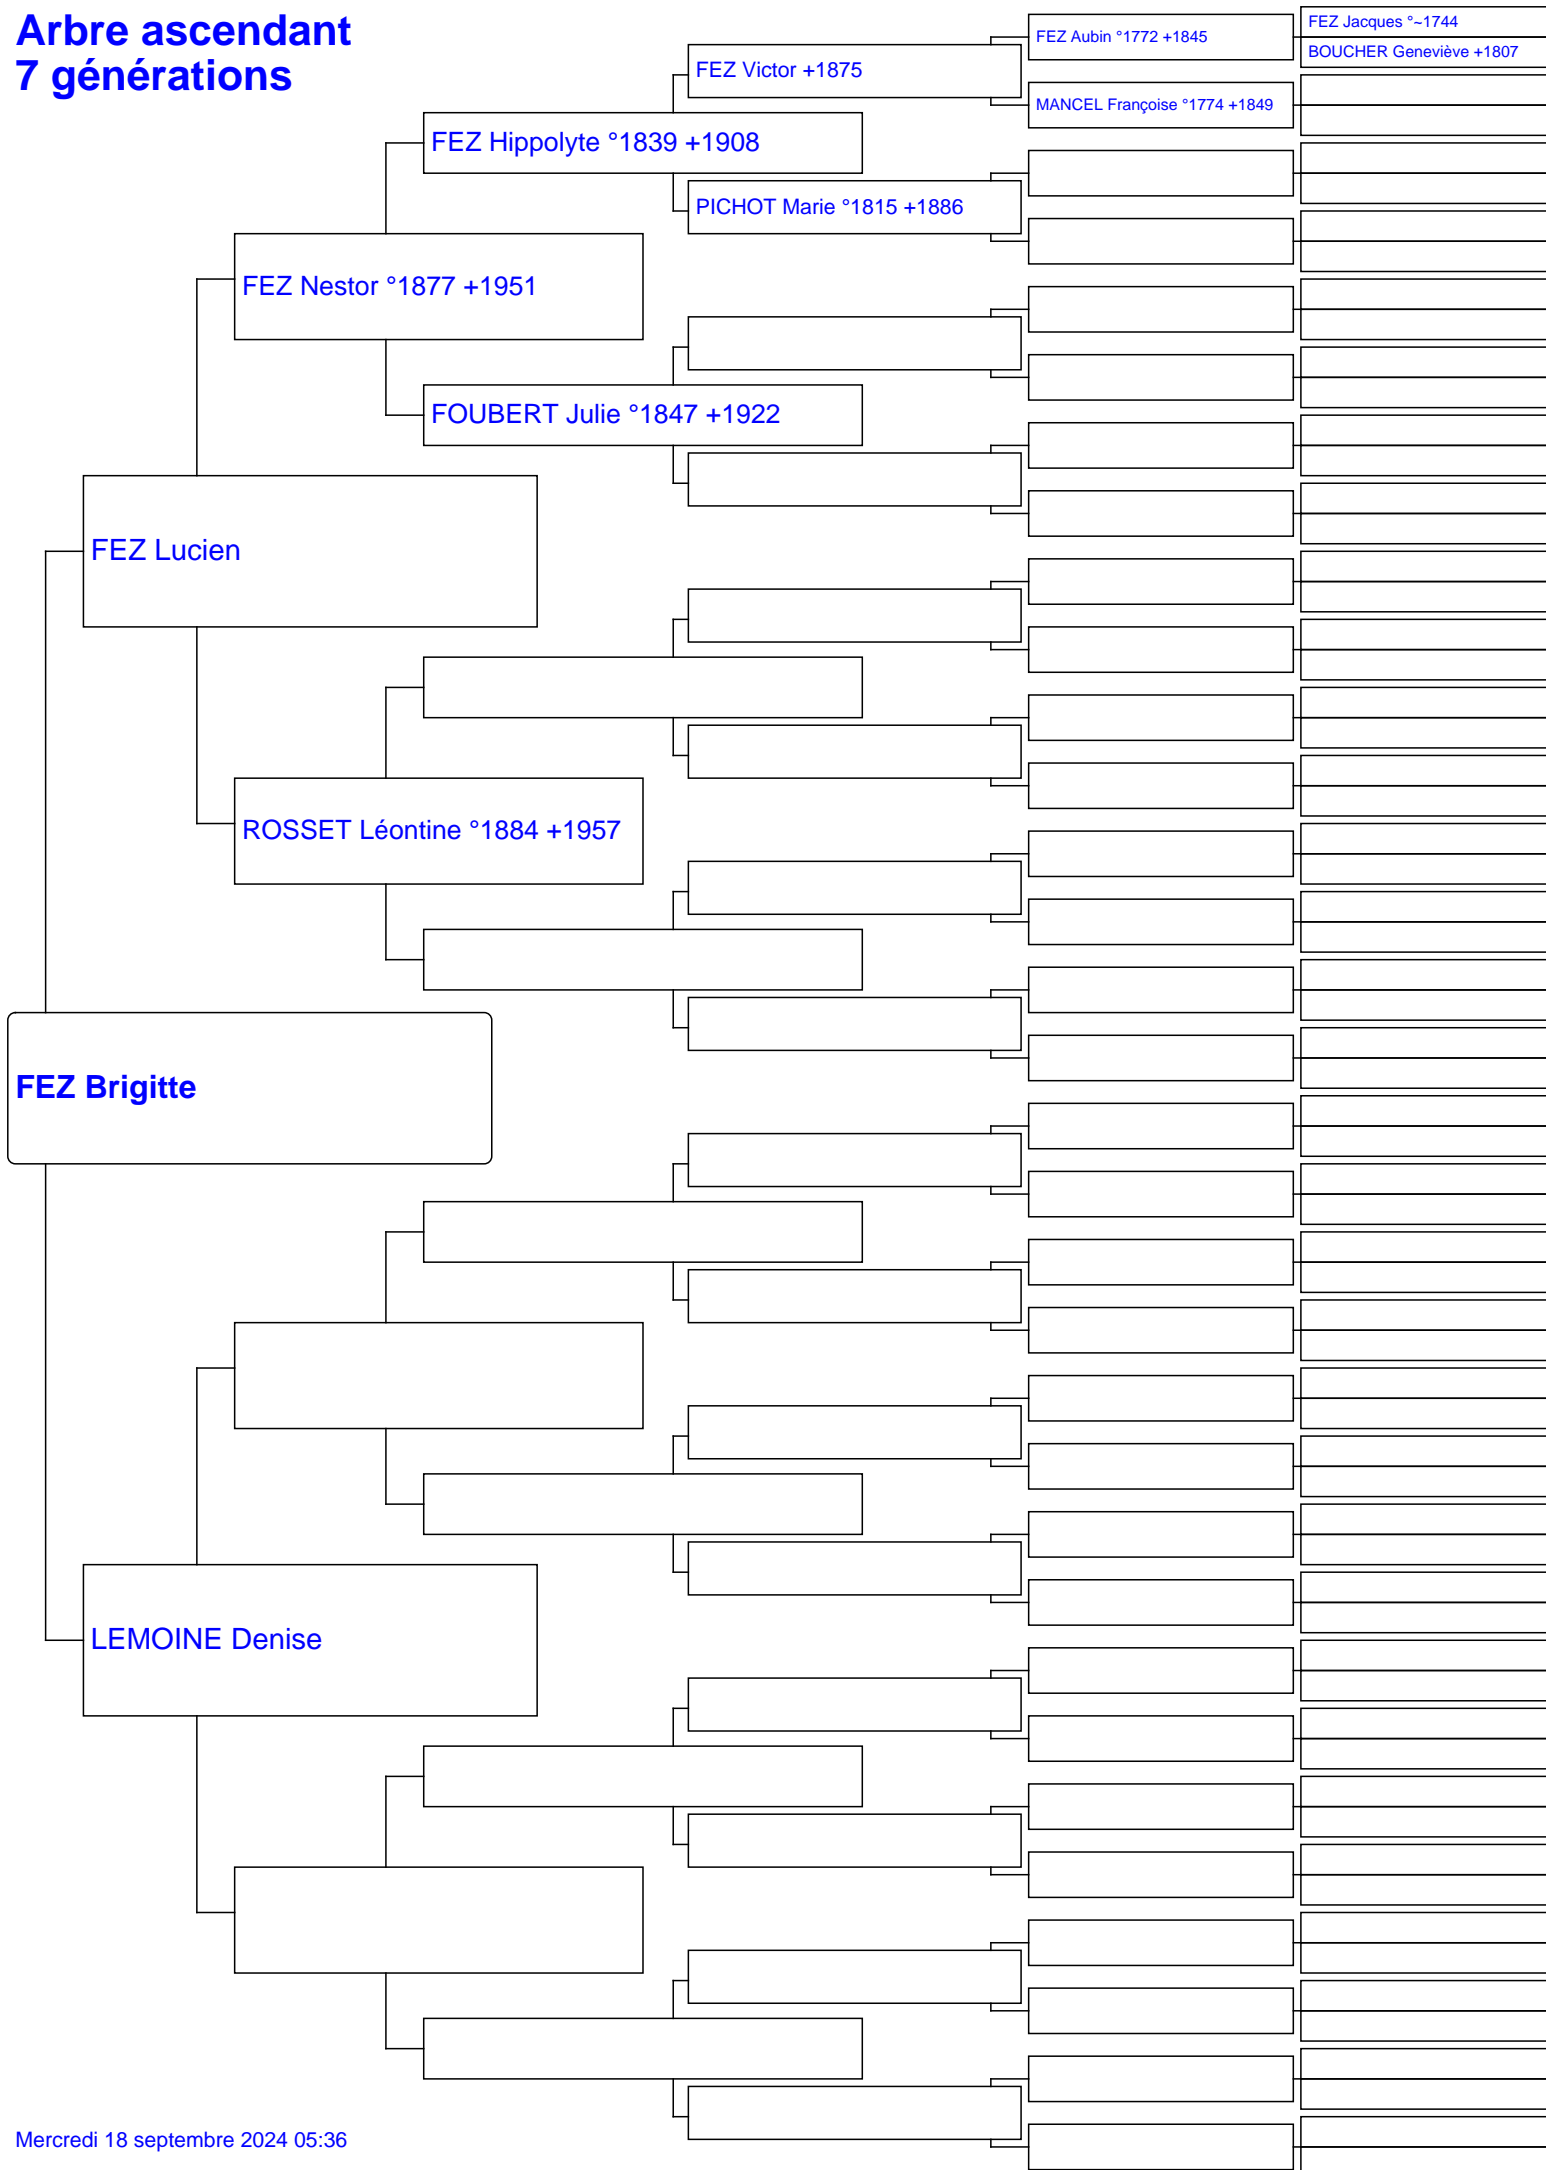 Arbre ascendant
7 générations
FEZ Jacques °~1744
FEZ Aubin °1772 +1845
BOUCHER Geneviève +1807
FEZ Victor +1875
MANCEL Françoise °1774 +1849
FEZ Hippolyte °1839 +1908
PICHOT Marie °1815 +1886
FEZ Nestor °1877 +1951
FOUBERT Julie °1847 +1922
FEZ Lucien
ROSSET Léontine °1884 +1957
FEZ Brigitte
LEMOINE Denise
Mercredi 18 septembre 2024 05:36